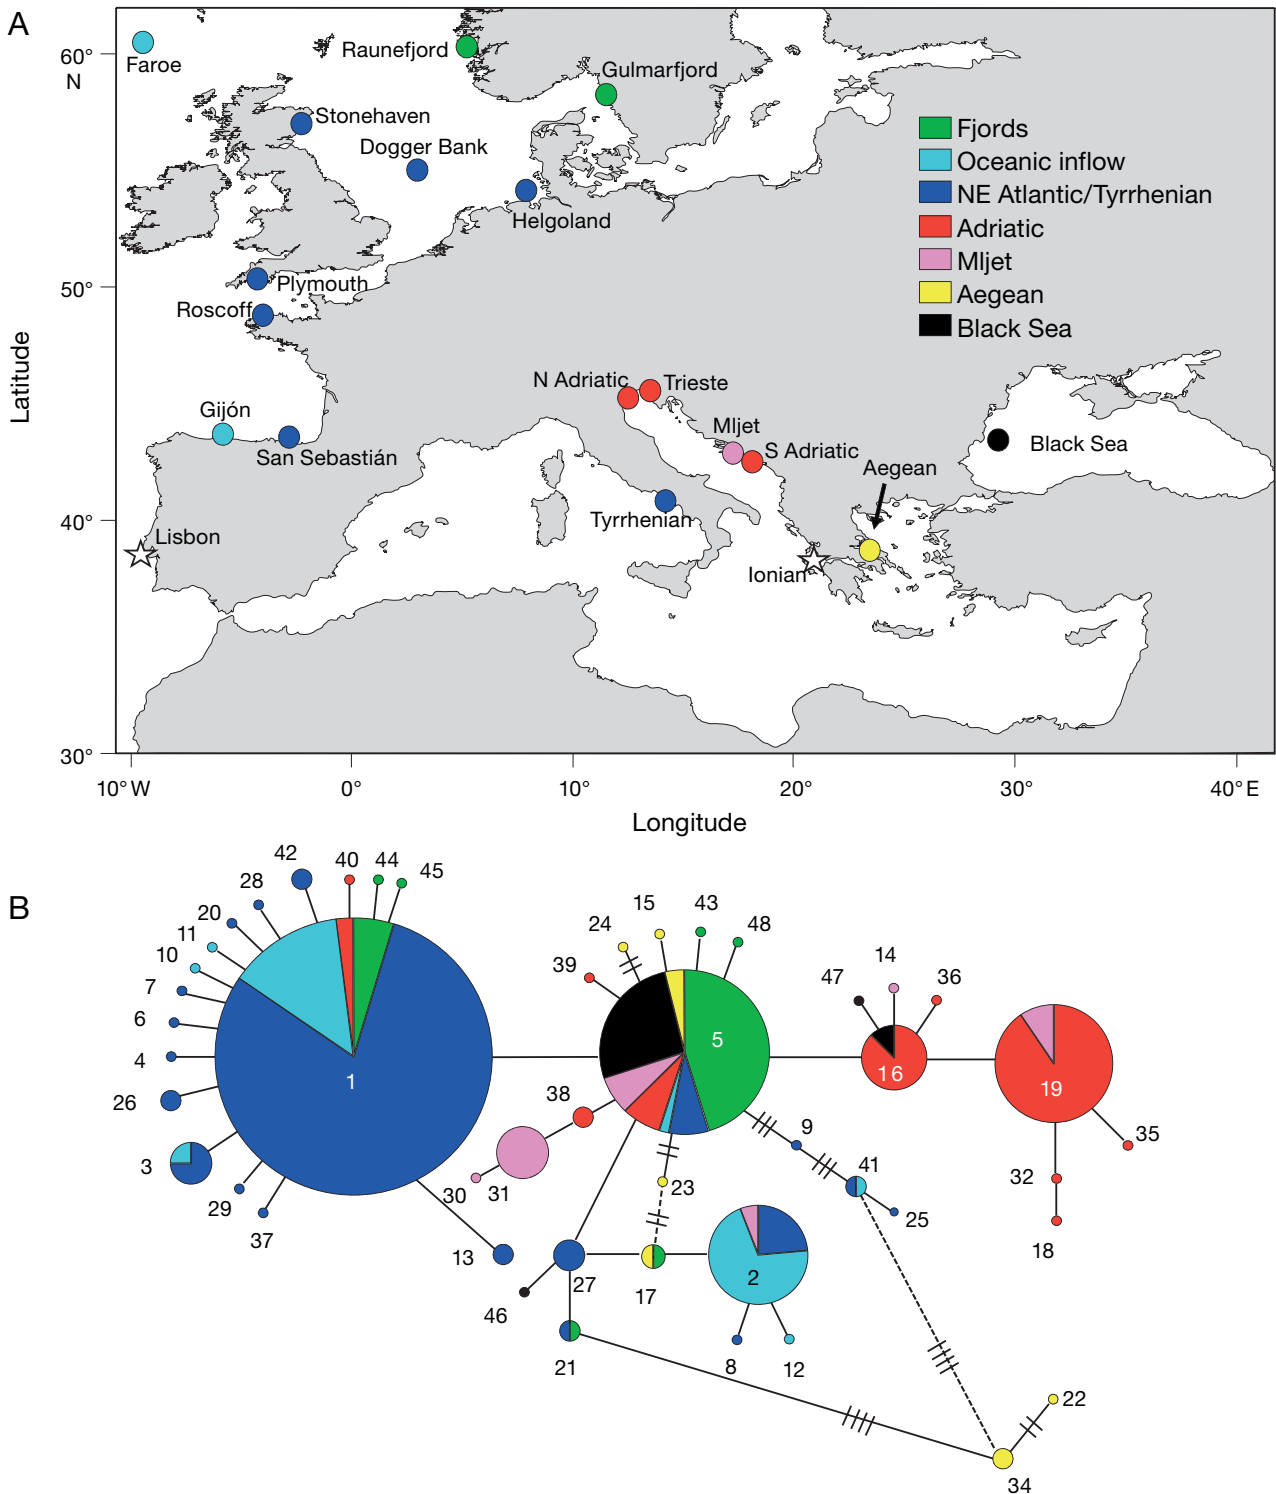 A
60°
N
Faroe
Raunefjord
Gulmarfjord
Stonehaven
Dogger Bank
Helgoland
Fjords
Oceanic inflow
NE Atlantic/Tyrrhenian
Adriatic
Mljet
Aegean
Black Sea
50°
Plymouth
Roscoff
Latitude
N Adriatic
Trieste
Gijón
San Sebastián
Mljet
S Adriatic
Aegean
Black Sea
40°
Tyrrhenian
Lisbon
Ionian
30°
10°W
0°
10°
20°
30°
40°E
Longitude
B
42
40
44
45
28
20
11
10
7
6
4
26
3
29
37
1
13
39
24
15
43
48
5
38
30
31
23
9
41
25
47
14
36
16
19
35
32
18
27
46
17
2
21
8
12
22
34